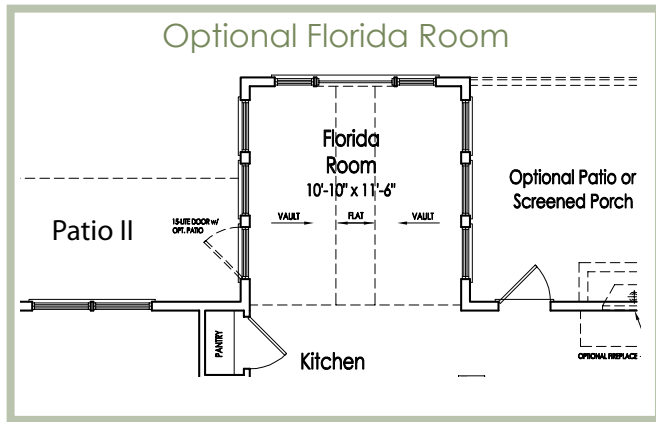 Optional Florida Room
Florida
Room
10'-10" x 11'-6"
Optional Patio or
Screened Porch
15-LITE DOOR w/
OPT. PATIO
Patio II
VAULT
FLAT
VAULT
PANTRY
Kitchen
OPTIONAL FIREPLACE